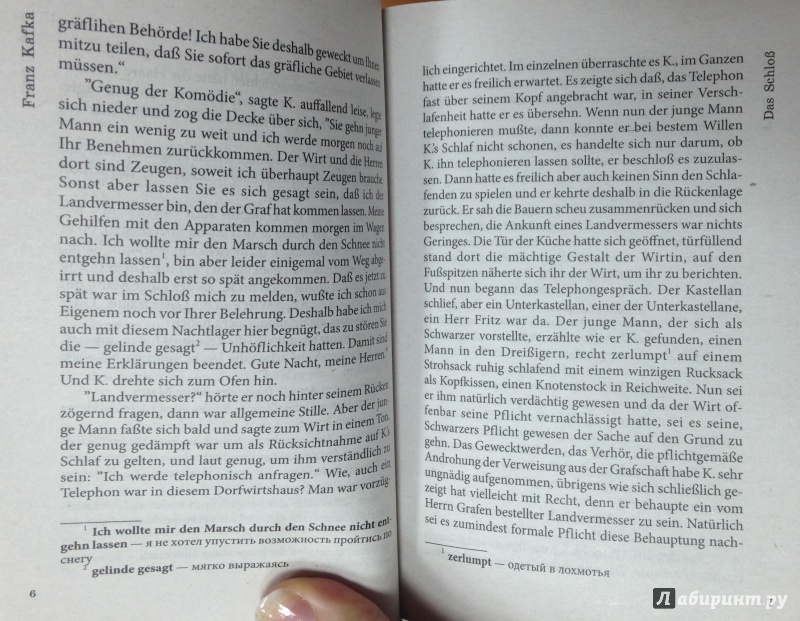 Franz Kafka
gräflihen Behörde! Ich habe Sie deshalb geweckt um Ihnen
mitzu teilen, daß Sie sofort das gräfliche Gebiet verlassen
müssen.“
”Genug der Komödie“, sagte K. auffallend leise, legte
sich nieder und zog die Decke über sich, ”Sie gehn junger
Mann ein wenig zu weit und ich werde morgen noch auf
Ihr Benehmen zurückkommen. Der Wirt und die Herren
dort sind Zeugen, soweit ich überhaupt Zeugen brauche.
Sonst aber lassen Sie es sich gesagt sein, daß ich der
Landvermesser bin, den der Graf hat kommen lassen. Meine
Gehilfen mit den Apparaten kommen morgen im Wagen
nach. Ich wollte mir den Marsch durch den Schnee nicht
entgehn lassen¹, bin aber leider einigemal vom Weg abge-
irrt und deshalb erst so spät angekommen. Daß es jetzt zu
spät war im Schloß mich zu melden, wußte ich schon aus
Eigenem noch vor Ihrer Belehrung. Deshalb habe ich mich
auch mit diesem Nachtlager hier begnügt, das zu stören Sie
die — gelinde gesagt² — Unhöflichkeit hatten. Damit sind
meine Erklärungen beendet. Gute Nacht, meine Herren.“
Und K. drehte sich zum Ofen hin.
”Landvermesser?“ hörte er noch hinter seinem Rücken
zögernd fragen, dann war allgemeine Stille. Aber der jun-
ge Mann faßte sich bald und sagte zum Wirt in einem Ton,
der genug gedämpft war um als Rücksichtnahme auf K.'s
Schlaf zu gelten, und laut genug, um ihm verständlich zu
sein: ”Ich werde telephonisch anfragen.“ Wie, auch ein
Telephon war in diesem Dorfwirtshaus? Man war vorzüg-
¹ Ich wollte mir den Marsch durch den Schnee nicht ent-
gehn lassen — я не хотел упустить возможность пройтись по
снегу
² gelinde gesagt — мягко выражаясь
6
Das Schloß
lich eingerichtet. Im einzelnen überraschte es K., im Ganzen
hatte er es freilich erwartet. Es zeigte sich daß, das Telephon
fast über seinem Kopf angebracht war, in seiner Versch-
lafenheit hatte er es übersehn. Wenn nun der junge Mann
telephonieren mußte, dann konnte er bei bestem Willen
K.'s Schlaf nicht schonen, es handelte sich nur darum, ob
K. ihn telephonieren lassen sollte, er beschloß es zuzulas-
sen. Dann hatte es freilich aber auch keinen Sinn den Schla-
fenden zu spielen und er kehrte deshalb in die Rückenlage
zurück. Er sah die Bauern scheu zusammenrücken und sich
besprechen, die Ankunft eines Landvermessers war nichts
Geringes. Die Tür der Küche hatte sich geöffnet, türfüllend
stand dort die mächtige Gestalt der Wirtin, auf den
Fußspitzen näherte sich ihr der Wirt, um ihr zu berichten.
Und nun begann das Telephongespräch. Der Kastellan
schlief, aber ein Unterkastellan, einer der Unterkastellane,
ein Herr Fritz war da. Der junge Mann, der sich als
Schwarzer vorstellte, erzählte wie er K. gefunden, einen
Mann in den Dreißigern, recht zerlumpt¹ auf einem
Strohsack ruhig schlafend mit einem winzigen Rucksack
als Kopfkissen, einen Knotenstock in Reichweite. Nun sei
er ihm natürlich verdächtig gewesen und da der Wirt of-
fenbar seine Pflicht vernachlässigt hatte, sei es seine,
Schwarzers Pflicht gewesen der Sache auf den Grund zu
gehn. Das Gewecktwerden, das Verhör, die pflichtgemäße
Androhung der Verweisung aus der Grafschaft habe K. sehr
ungnädig aufgenommen, übrigens wie sich schließlich ge-
zeigt hat vielleicht mit Recht, denn er behaupte ein vom
Herrn Grafen bestellter Landvermesser zu sein. Natürlich
sei es zumindest formale Pflicht diese Behauptung nach-
¹ zerlumpt — одетый в лохмотья
7
Лабиринт.ру